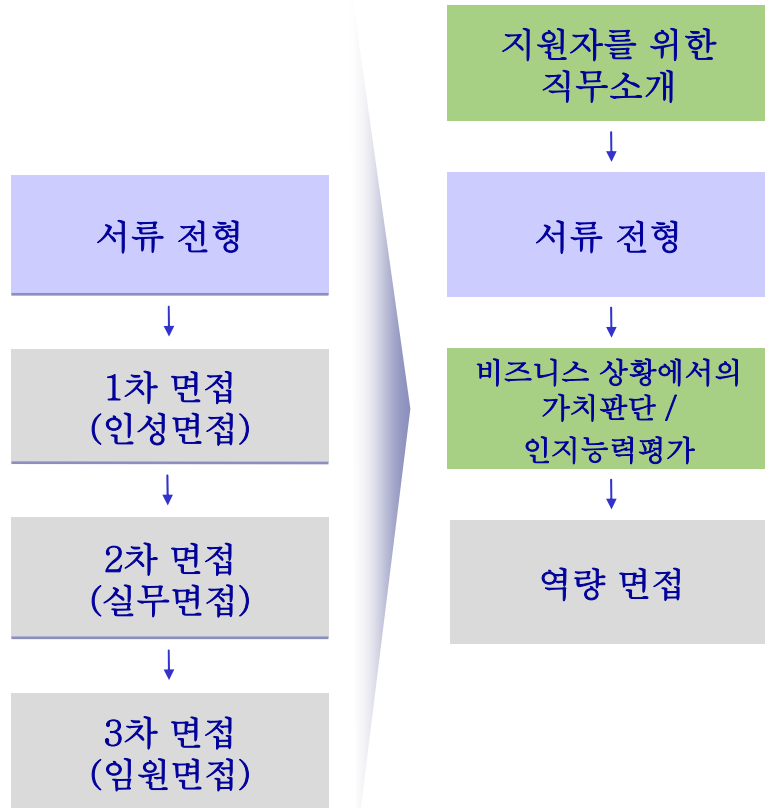 서류 전형
1차 면접
(인성면접)
2차 면접
(실무면접)
3차 면접
(임원면접)
지원자를 위한
직무소개
서류 전형
비즈니스 상황에서의
가치판단 /
인지능력평가
역량 면접